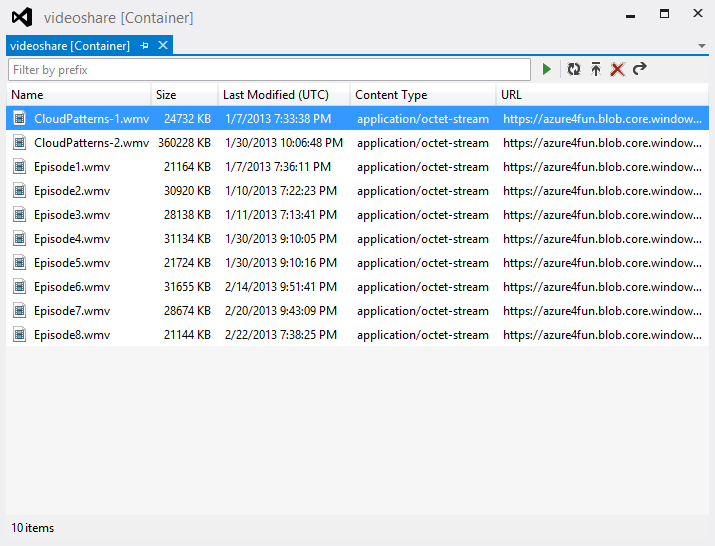 videoshare [Container]
videoshare [Container]
Filter by prefix
Name Size Last Modified (UTC) Content Type URL
CloudPatterns-1.wmv 24732 KB 1/7/2013 7:33:38 PM application/octet-stream https://azure4fun.blob.core.window...
CloudPatterns-2.wmv 360228 KB 1/30/2013 10:06:48 PM application/octet-stream https://azure4fun.blob.core.window...
Episode1.wmv 21164 KB 1/7/2013 7:36:11 PM application/octet-stream https://azure4fun.blob.core.window...
Episode2.wmv 30920 KB 1/10/2013 7:22:23 PM application/octet-stream https://azure4fun.blob.core.window...
Episode3.wmv 28138 KB 1/11/2013 7:13:41 PM application/octet-stream https://azure4fun.blob.core.window...
Episode4.wmv 31134 KB 1/30/2013 9:10:05 PM application/octet-stream https://azure4fun.blob.core.window...
Episode5.wmv 21724 KB 1/30/2013 9:10:16 PM application/octet-stream https://azure4fun.blob.core.window...
Episode6.wmv 31655 KB 2/14/2013 9:51:41 PM application/octet-stream https://azure4fun.blob.core.window...
Episode7.wmv 28674 KB 2/20/2013 9:43:09 PM application/octet-stream https://azure4fun.blob.core.window...
Episode8.wmv 21144 KB 2/22/2013 7:38:25 PM application/octet-stream https://azure4fun.blob.core.window...
10 items